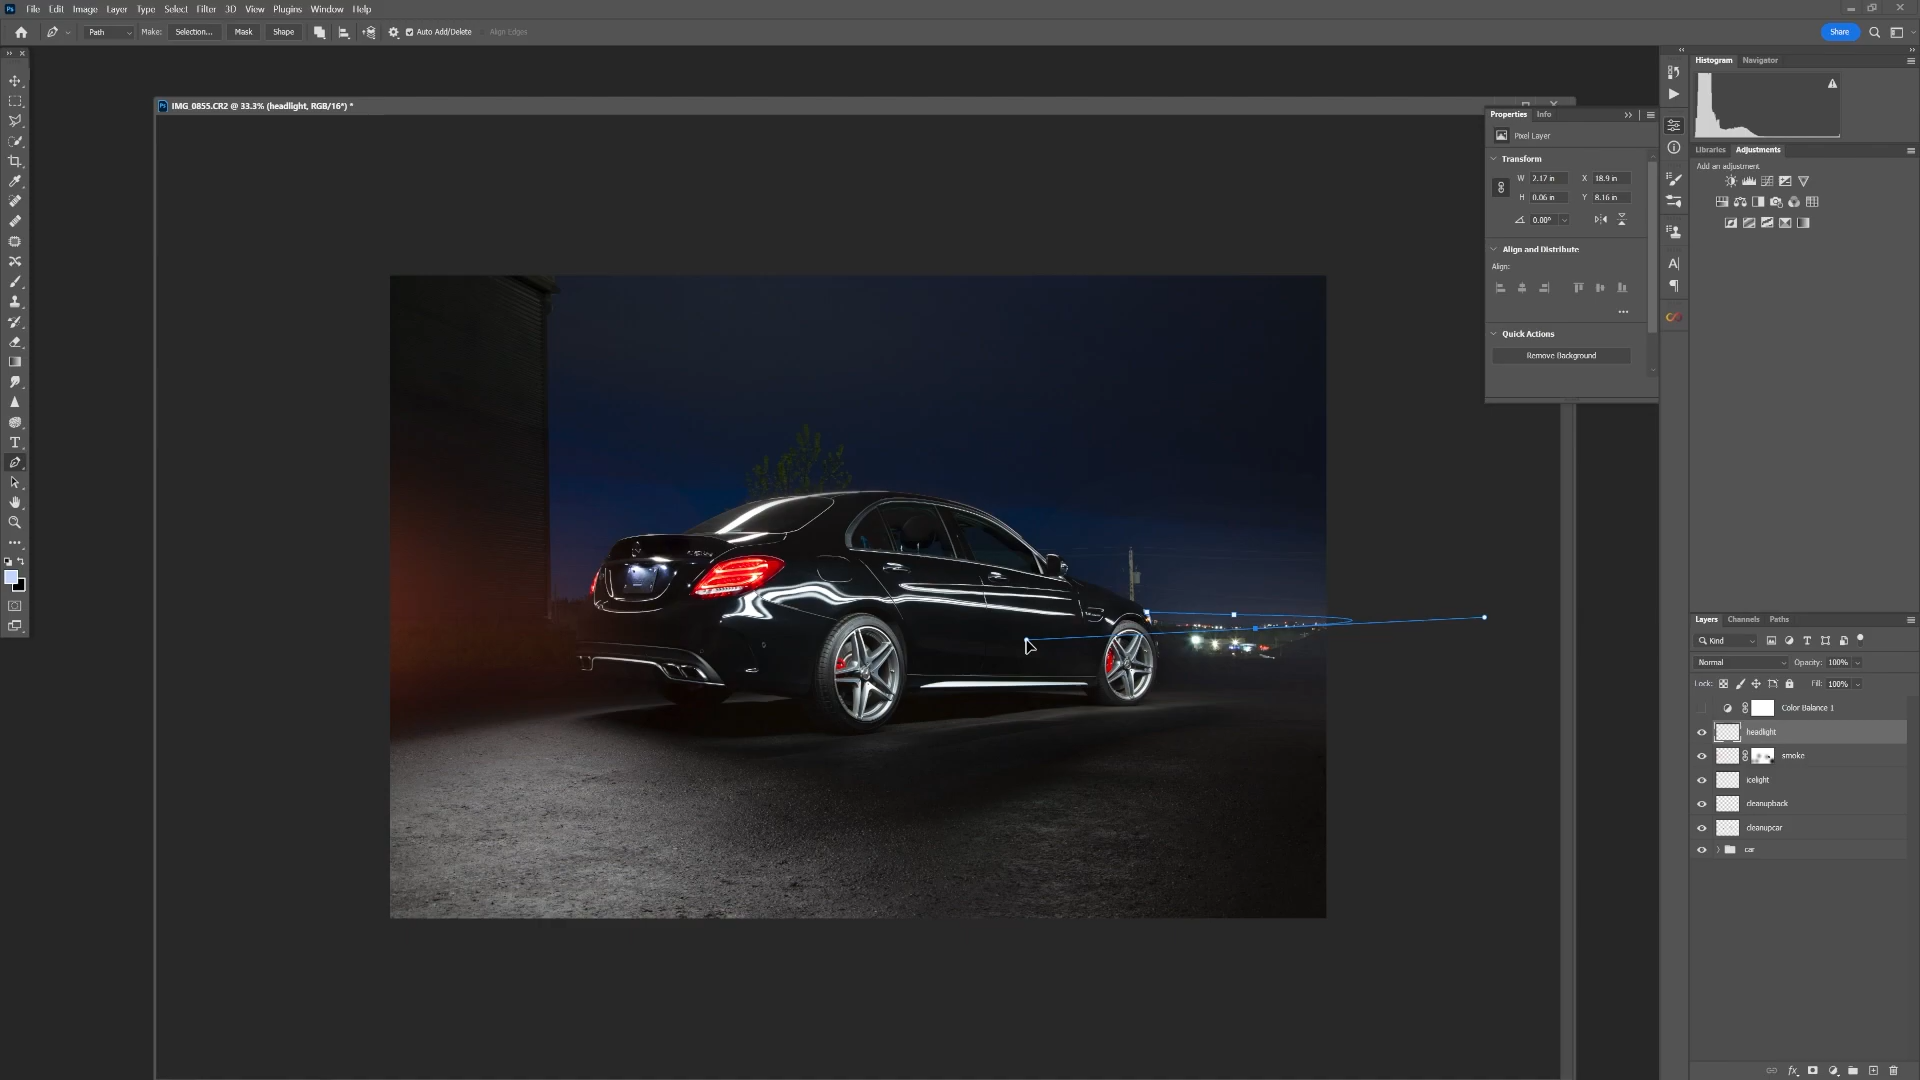 File Edit Image Layer Type Select Filter 3D View Plugins Window Help
Path Make: Selection... Mask Shape Auto Add/Delete Align Edges Share
IMG_0855.CR2 @ 33.3% (headlight, RGB/16*) *
Properties Info
Pixel Layer
Transform
W 2.17 in X 18.9 in
H 0.06 in Y 8.16 in
0.00°
Align and Distribute
Align:
Quick Actions
Remove Background
Histogram Navigator
Libraries Adjustments
Add an adjustment
Layers Channels Paths
Kind
Normal Opacity: 100%
Lock: Fill: 100%
Color Balance 1
headlight
smoke
icelight
cleanupback
cleanupcar
car